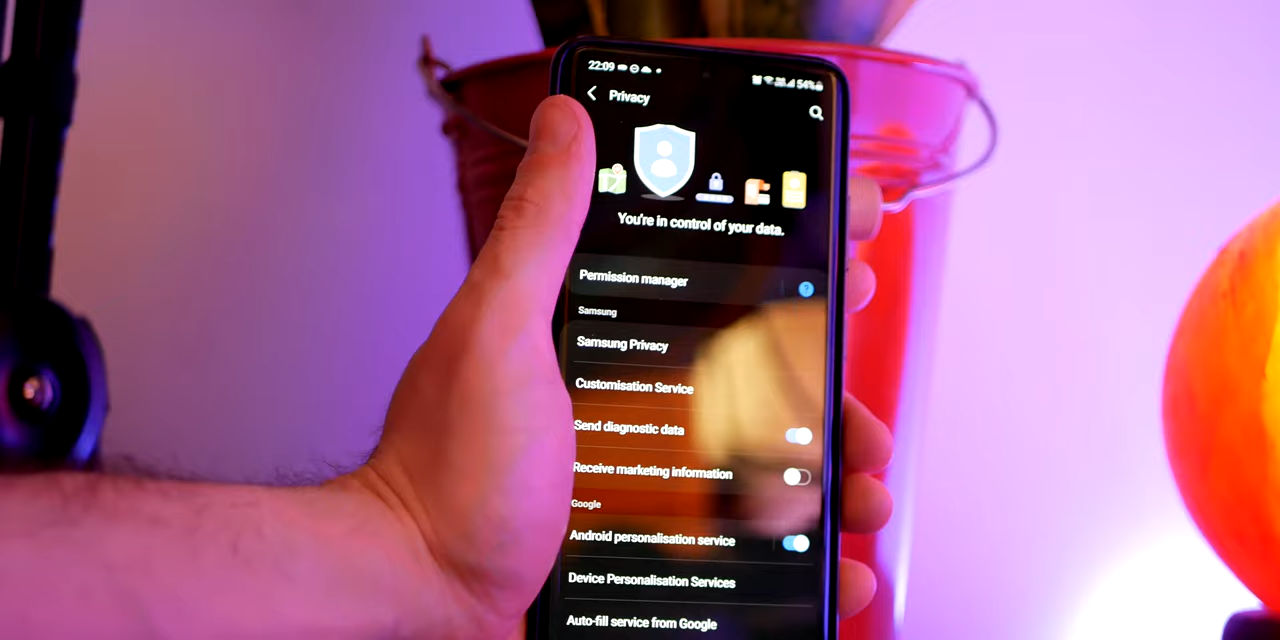 22:09
54%
Privacy
You're in control of your data.
Permission manager
?
Samsung
Samsung Privacy
Customisation Service
Send diagnostic data
Receive marketing information
Google
Android personalisation service
Device Personalisation Services
Auto-fill service from Google